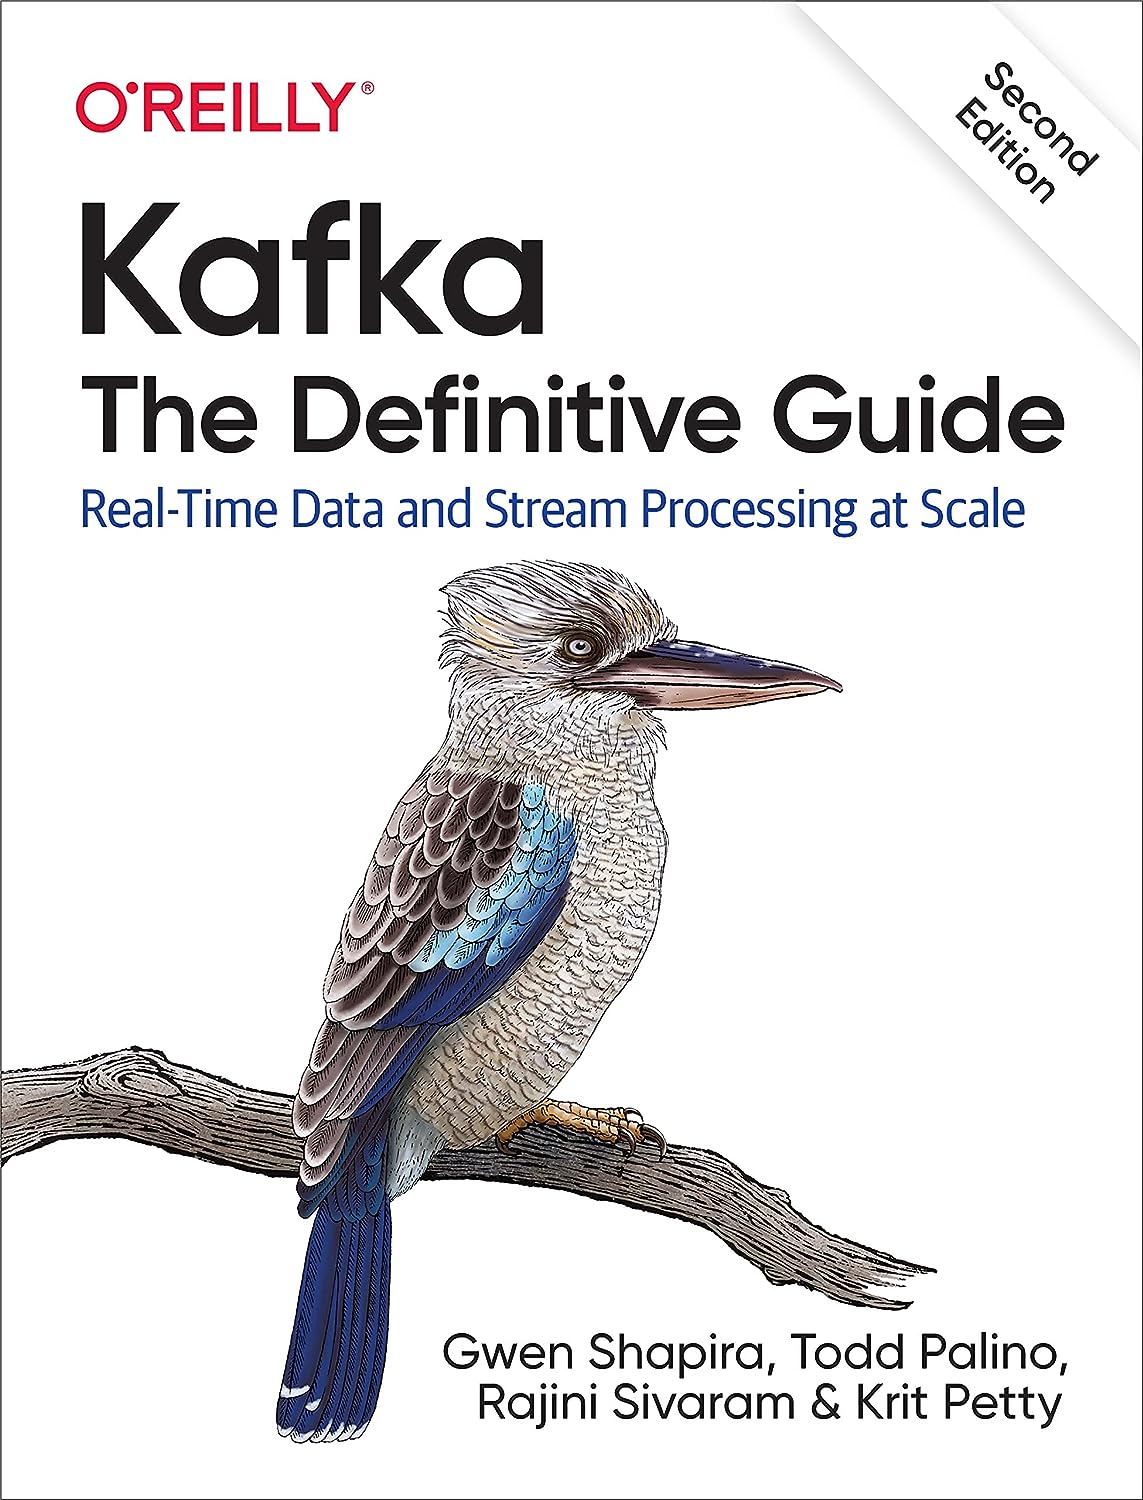 O'REILLY®
Second
Edition
Kafka
The Definitive Guide
Real-Time Data and Stream Processing at Scale
Gwen Shapira, Todd Palino,
Rajini Sivaram & Krit Petty